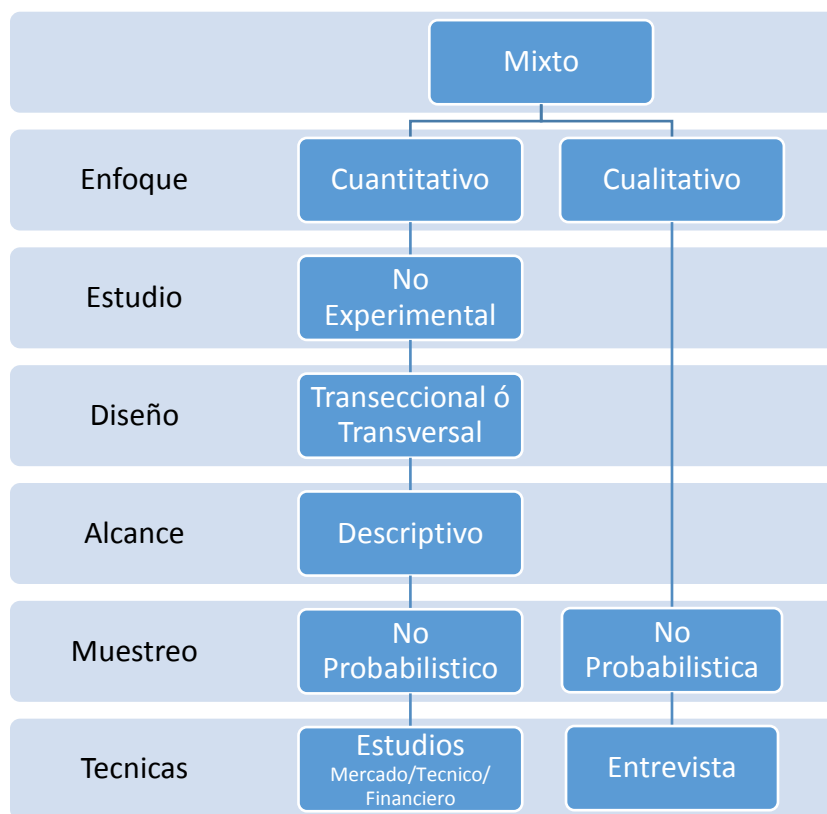 Mixto
Enfoque
Cuantitativo
Cualitativo
Estudio
No
Experimental
Diseño
Transeccional ó
Transversal
Alcance
Descriptivo
Muestreo
No
Probabilistico
No
Probabilistica
Tecnicas
Estudios
Mercado/Tecnico/
Financiero
Entrevista